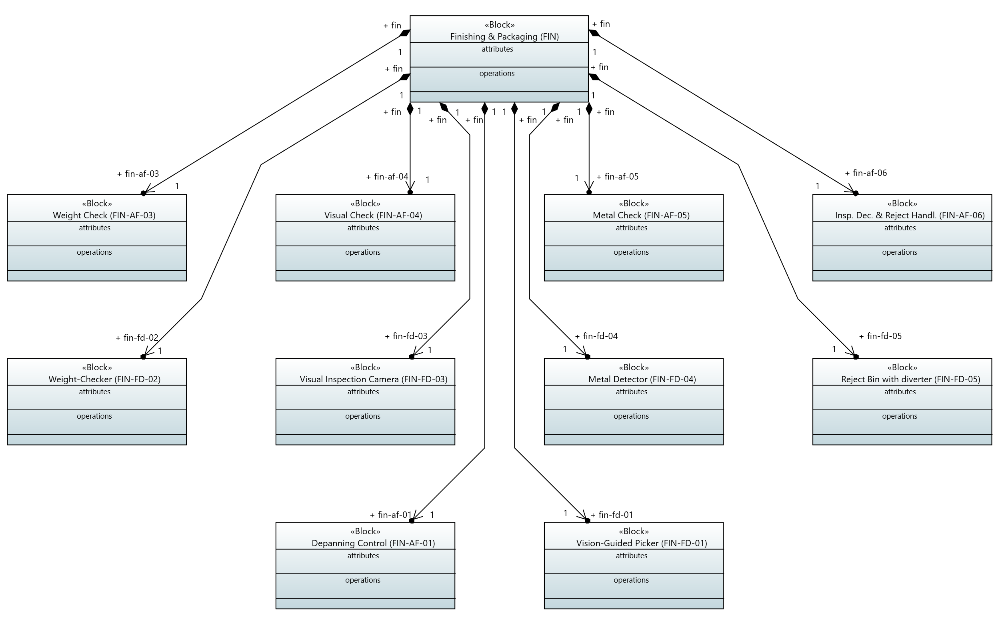 «Block»
Finishing & Packaging (FIN)
attributes
operations
+ fin
1
+ fin
1
+ fin
1
+ fin
1
+ fin
1
+ fin
1
+ fin
1
+ fin
1
+ fin
1
+ fin
1
+ fin-af-03
1
«Block»
Weight Check (FIN-AF-03)
attributes
operations
+ fin-af-04
1
«Block»
Visual Check (FIN-AF-04)
attributes
operations
1
+ fin-af-05
«Block»
Metal Check (FIN-AF-05)
attributes
operations
+ fin-af-06
1
«Block»
Insp. Dec. & Reject Handl. (FIN-AF-06)
attributes
operations
+ fin-fd-02
1
«Block»
Weight-Checker (FIN-FD-02)
attributes
operations
+ fin-fd-03
1
«Block»
Visual Inspection Camera (FIN-FD-03)
attributes
operations
+ fin-fd-04
1
«Block»
Metal Detector (FIN-FD-04)
attributes
operations
+ fin-fd-05
1
«Block»
Reject Bin with diverter (FIN-FD-05)
attributes
operations
+ fin-af-01
1
«Block»
Depanning Control (FIN-AF-01)
attributes
operations
1
+ fin-fd-01
«Block»
Vision-Guided Picker (FIN-FD-01)
attributes
operations